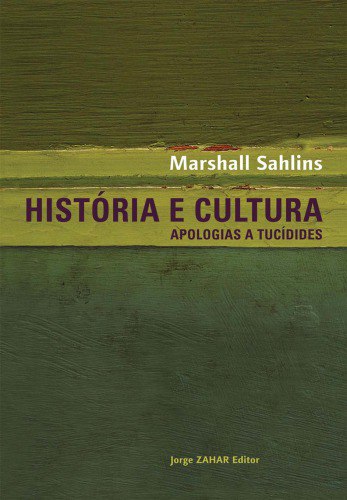 Marshall Sahlins
HISTÓRIA E CULTURA
APOLOGIAS A TUCÍDIDES
Jorge ZAHAR Editor